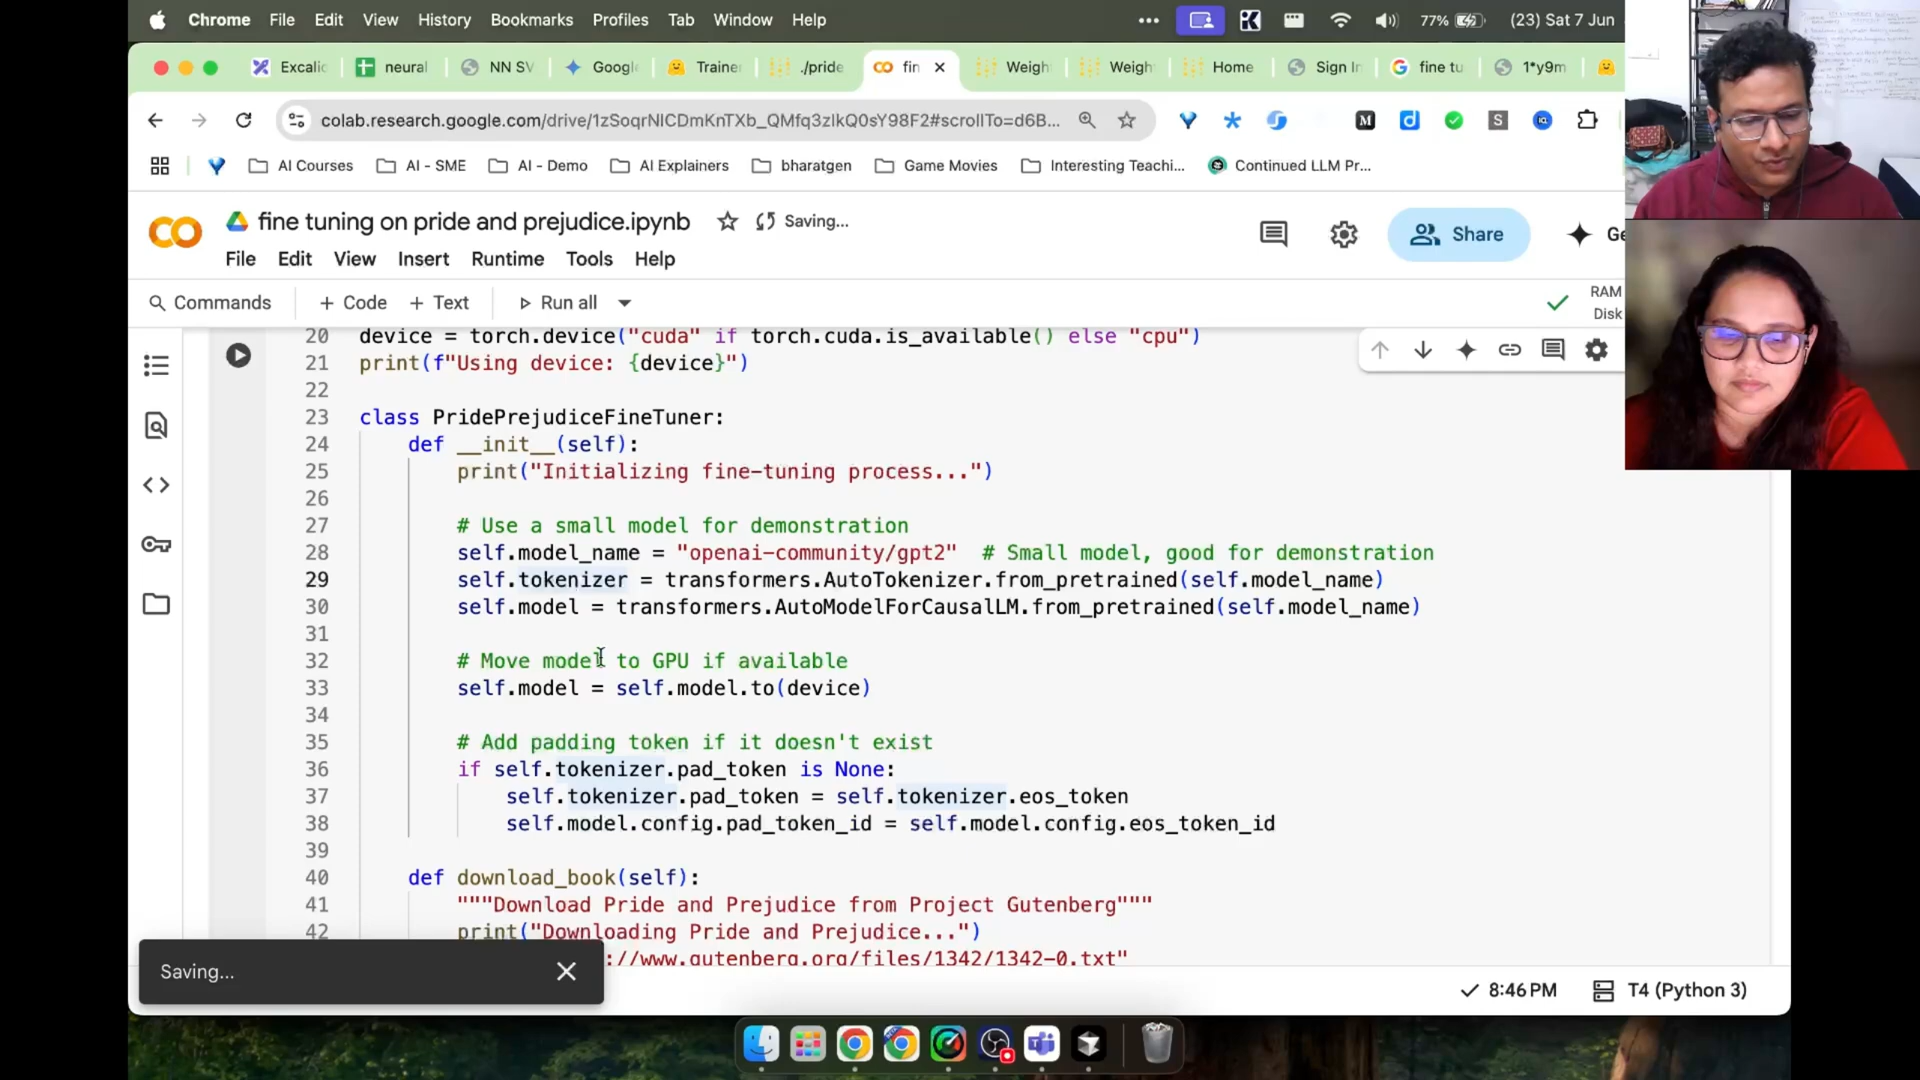 Chrome File Edit View History Bookmarks Profiles Tab Window Help
77% (23) Sat 7 Jun
Excali neural NN SV Google Trainer ./pride fin Weigh Weigh Home Sign In fine tu 1*y9m
colab.research.google.com/drive/1zSoqrNlCDmKnTXb_QMfq3zlkQ0sY98F2#scrollTo=d6B...
AI Courses AI - SME AI - Demo AI Explainers bharatgen Game Movies Interesting Teachi... Continued LLM Pr...
fine tuning on pride and prejudice.ipynb Saving...
Share Ge
File Edit View Insert Runtime Tools Help
Commands + Code + Text Run all
RAM
Disk
20 device = torch.device("cuda" if torch.cuda.is_available() else "cpu")
21 print(f"Using device: {device}")
22
23 class PridePrejudiceFineTuner:
24 def __init__(self):
25 print("Initializing fine-tuning process...")
26
27 # Use a small model for demonstration
28 self.model_name = "openai-community/gpt2" # Small model, good for demonstration
29 self.tokenizer = transformers.AutoTokenizer.from_pretrained(self.model_name)
30 self.model = transformers.AutoModelForCausalLM.from_pretrained(self.model_name)
31
32 # Move model to GPU if available
33 self.model = self.model.to(device)
34
35 # Add padding token if it doesn't exist
36 if self.tokenizer.pad_token is None:
37 self.tokenizer.pad_token = self.tokenizer.eos_token
38 self.model.config.pad_token_id = self.model.config.eos_token_id
39
40 def download_book(self):
41 """Download Pride and Prejudice from Project Gutenberg"""
42 print("Downloading Pride and Prejudice...")
://www.gutenberg.org/files/1342/1342-0.txt"
Saving...
8:46 PM T4 (Python 3)